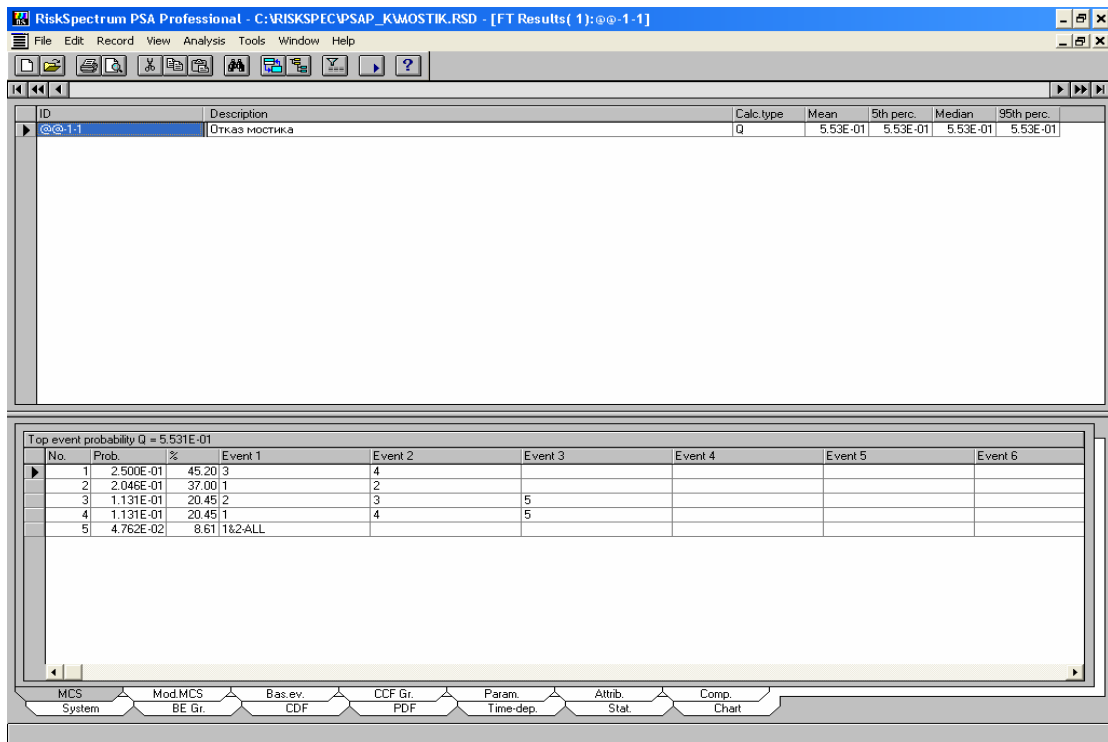 RiskSpectrum PSA Professional - C:\RISKSPEC\PSAP_K\MOSTIK.RSD - [FT Results( 1):@@-1-1]
File Edit Record View Analysis Tools Window Help
ID Description Calc.type Mean 5th perc. Median 95th perc.
@@-1-1 Отказ мостика Q 5.53E-01 5.53E-01 5.53E-01 5.53E-01
Top event probability Q = 5.531E-01
No. Prob. % Event 1 Event 2 Event 3 Event 4 Event 5 Event 6
1 2.500E-01 45.20 3 4
2 2.046E-01 37.00 1 2
3 1.131E-01 20.45 2 3 5
4 1.131E-01 20.45 1 4 5
5 4.762E-02 8.61 1&2-ALL
MCS Mod.MCS Bas.ev. CCF Gr. Param. Attrib. Comp.
System BE Gr. CDF PDF Time-dep. Stat. Chart